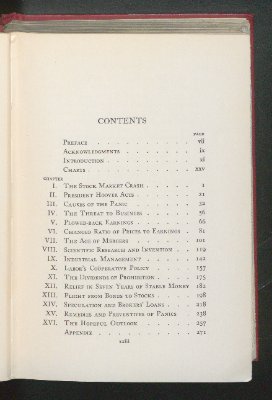 CONTENTS
PAGE
PREFACE . . . . . . . . vii
ACKNOWLEDGMENTS . . . . . . ix
INTRODUCTION . . . . . . . xi
CHARTS . . . . . . . . xxv
CHAPTER
I. THE STOCK MARKET CRASH . . . . 1
II. PRESIDENT HOOVER ACTS . . . . . 21
III. CAUSES OF THE PANIC . . . . . 32
IV. THE THREAT TO BUSINESS . . . . 56
V. PLOWED-BACK EARNINGS . . . . . 66
VI. CHANGED RATIO OF PRICES TO EARNINGS . 81
VII. THE AGE OF MERGERS . . . . . 101
VIII. SCIENTIFIC RESEARCH AND INVENTION . . 119
IX. INDUSTRIAL MANAGEMENT . . . . 142
X. LABOR'S COÖPERATIVE POLICY . . . . 157
XI. THE DIVIDENDS OF PROHIBITION . . . 175
XII. RELIEF IN SEVEN YEARS OF STABLE MONEY 182
XIII. FLIGHT FROM BONDS TO STOCKS . . . 198
XIV. SPECULATION AND BROKERS' LOANS . . 218
XV. REMEDIES AND PREVENTIVES OF PANICS . 238
XVI. THE HOPEFUL OUTLOOK . . . . . 257
APPENDIX . . . . . . . . 271
xiii